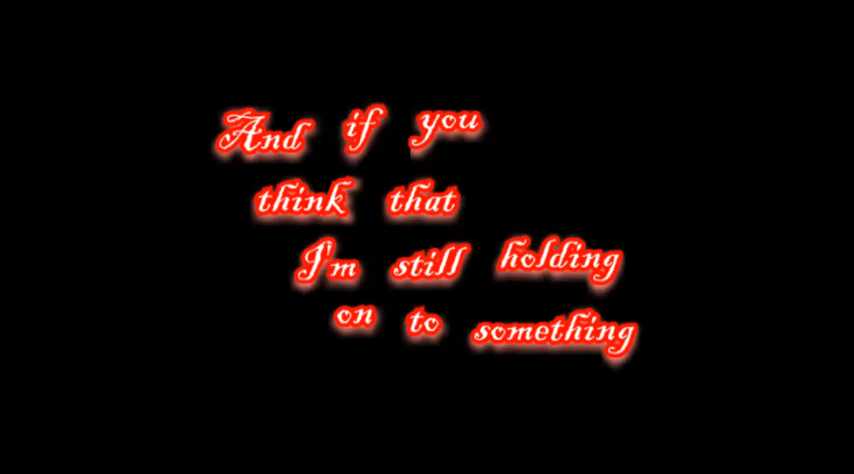 And if you
think that
I'm still holding
on to something